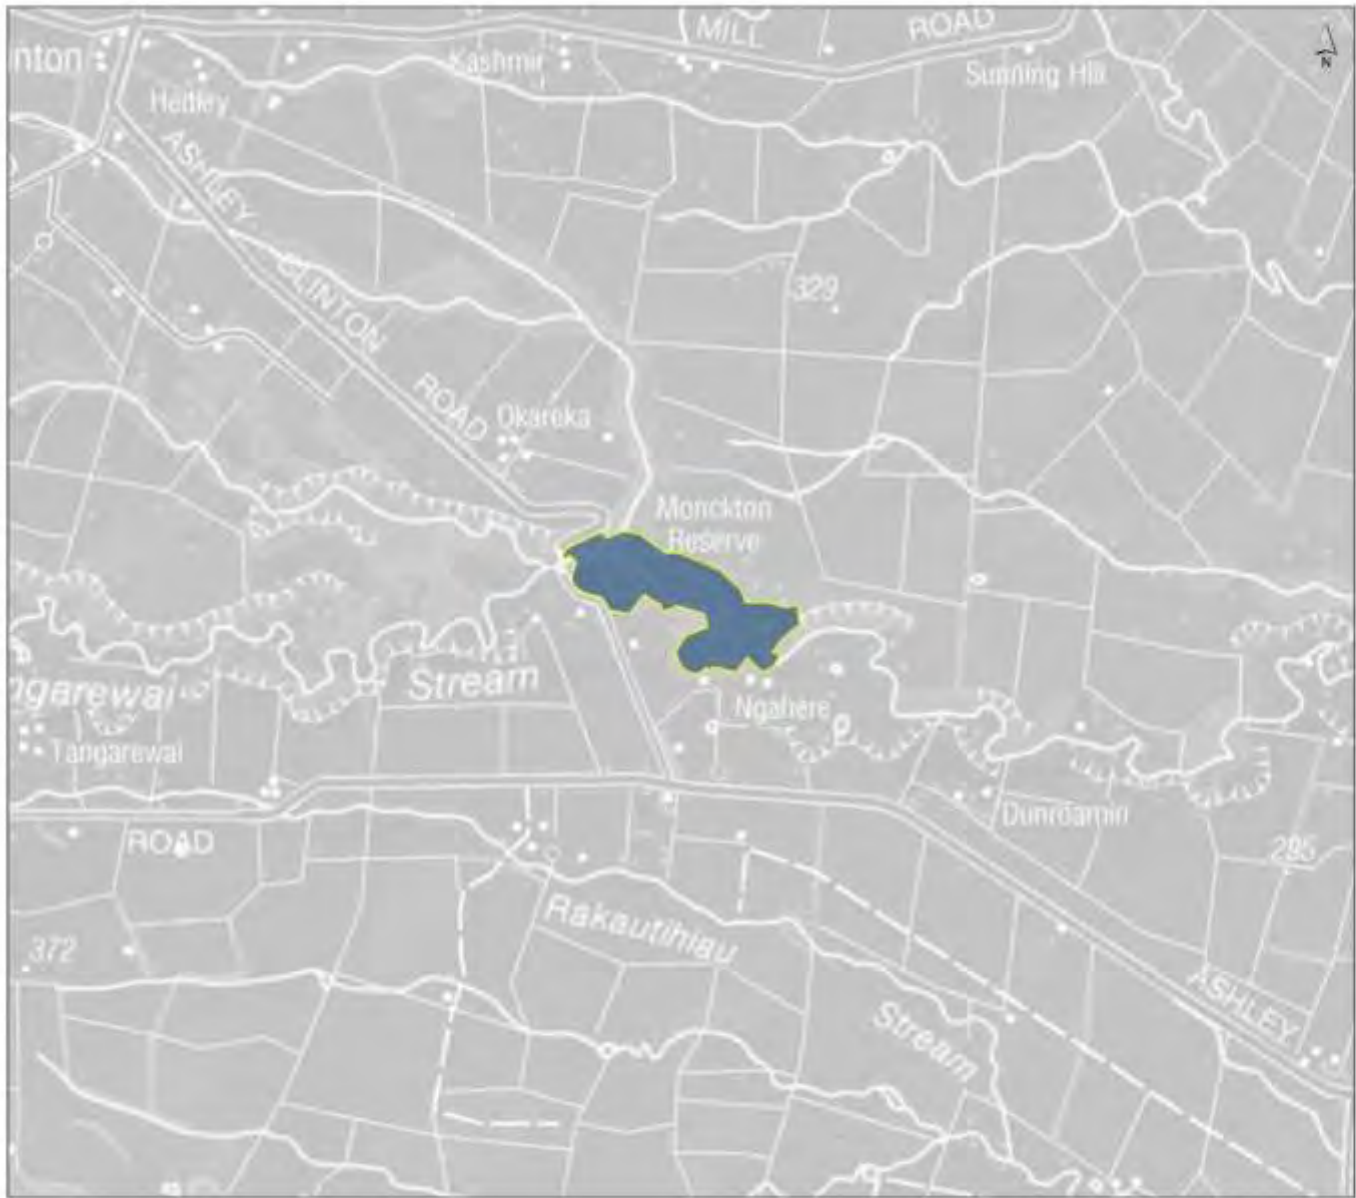 MILL ROAD
nton
Kashmir
Sunning Hill
N
Hedley
ASHLEY
CLINTON
ROAD
329
Okareka
Monckton
Reserve
ngarewai
Stream
Ngahere
Tangarewai
Dunroamin
ROAD
295
Rakautihiau
372
ASHLEY
Stream